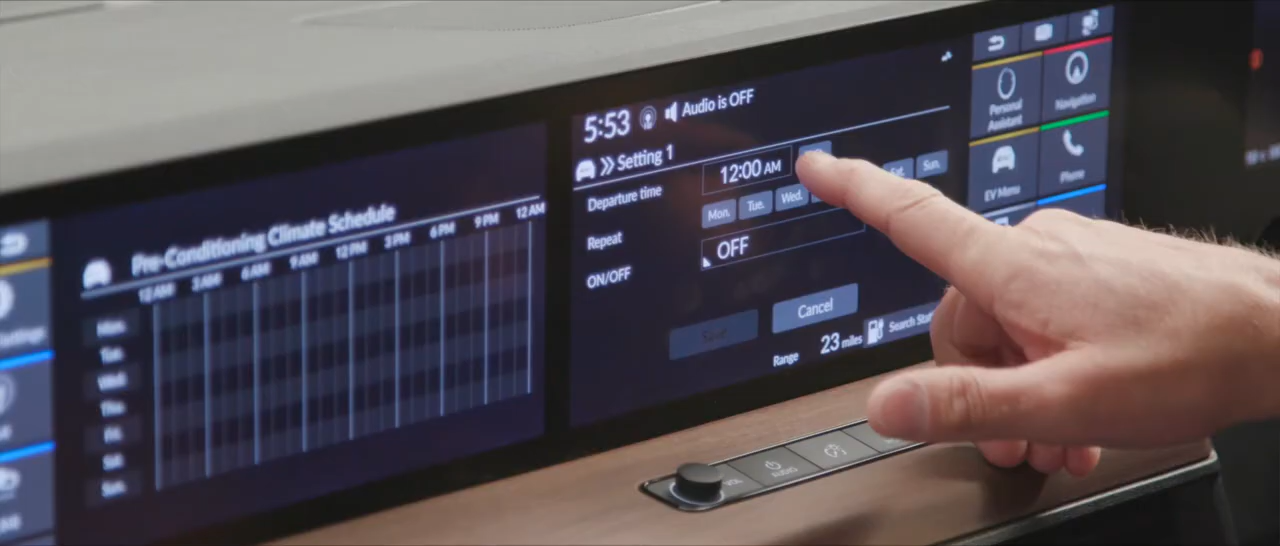 Pre-Conditioning Climate Schedule
12 AM 3 AM 6 AM 9 AM 12 PM 3 PM 6 PM 9 PM 12 AM
Mon.
Tue.
Wed.
Thu.
Fri.
Sat.
Sun.
5:53 Audio is OFF
Setting 1
Departure time 12:00 AM
Repeat Mon. Tue. Wed. Sat. Sun.
ON/OFF OFF
Save Cancel
Range 23 miles Search
Personal Assistant
Navigation
EV Menu
Phone
VOL AUDIO